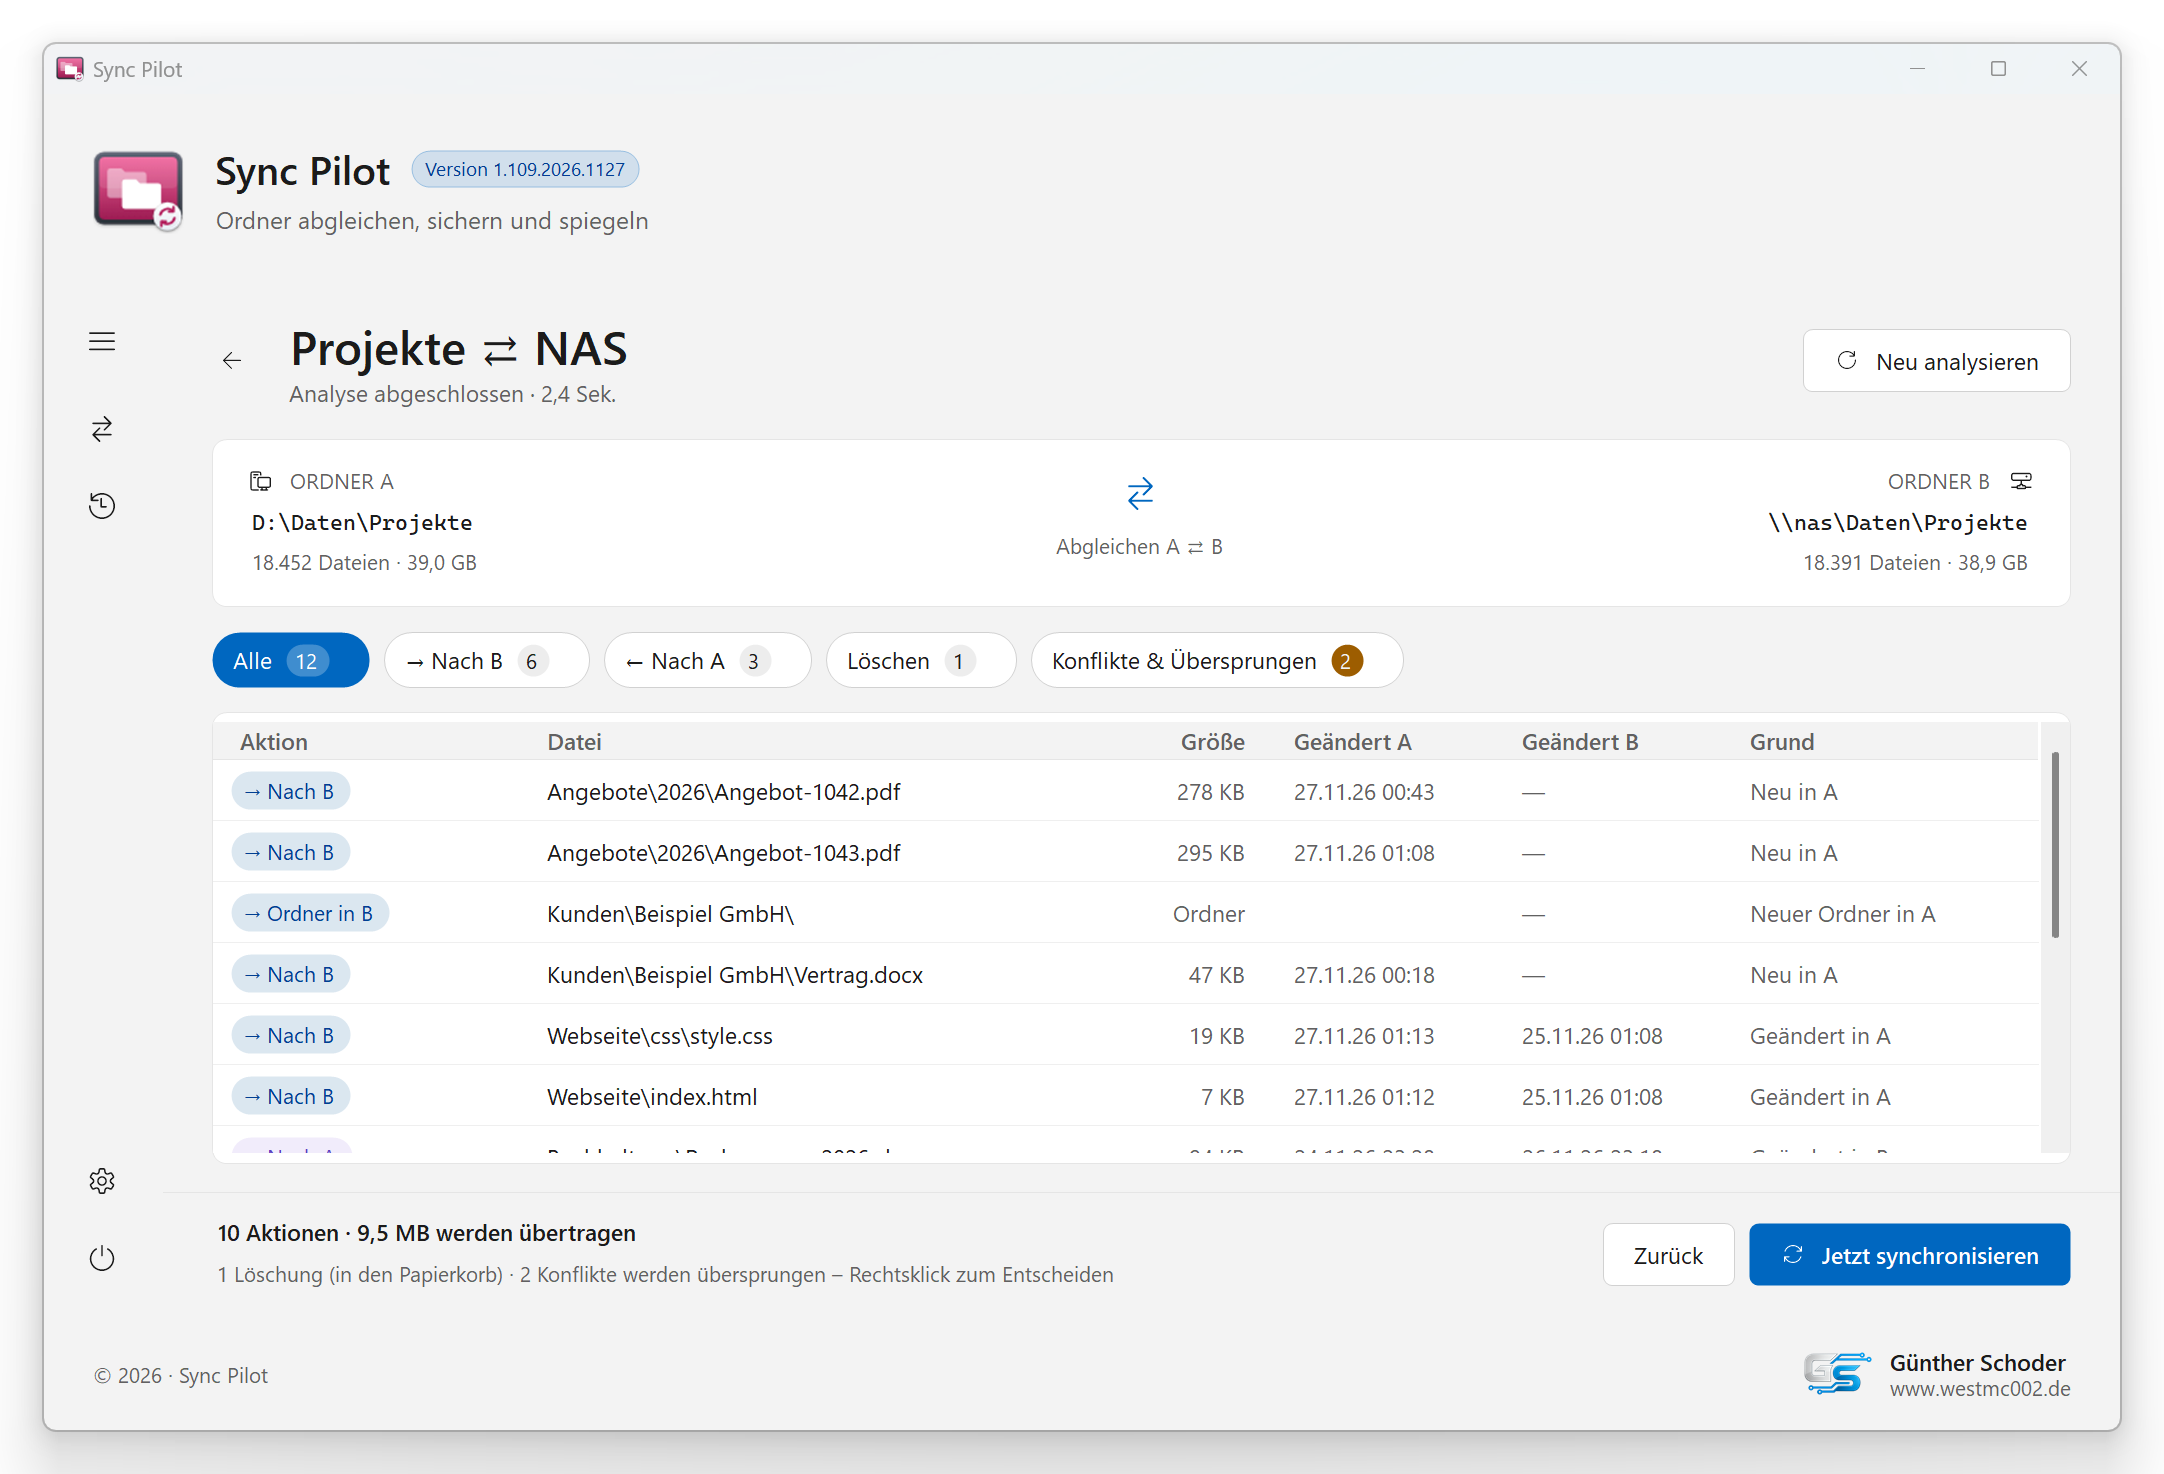 Sync Pilot
Sync Pilot Version 1.109.2026.1127
Ordner abgleichen, sichern und spiegeln
Projekte ⇄ NAS
Analyse abgeschlossen · 2,4 Sek.
Neu analysieren
ORDNER A
D:\Daten\Projekte
18.452 Dateien · 39,0 GB
Abgleichen A ⇄ B
ORDNER B
\\nas\Daten\Projekte
18.391 Dateien · 38,9 GB
Alle 12 → Nach B 6 ← Nach A 3 Löschen 1 Konflikte & Übersprungen 2
Aktion Datei Größe Geändert A Geändert B Grund
→ Nach B Angebote\2026\Angebot-1042.pdf 278 KB 27.11.26 00:43 — Neu in A
→ Nach B Angebote\2026\Angebot-1043.pdf 295 KB 27.11.26 01:08 — Neu in A
→ Ordner in B Kunden\Beispiel GmbH\ Ordner — Neuer Ordner in A
→ Nach B Kunden\Beispiel GmbH\Vertrag.docx 47 KB 27.11.26 00:18 — Neu in A
→ Nach B Webseite\css\style.css 19 KB 27.11.26 01:13 25.11.26 01:08 Geändert in A
→ Nach B Webseite\index.html 7 KB 27.11.26 01:12 25.11.26 01:08 Geändert in A
10 Aktionen · 9,5 MB werden übertragen
1 Löschung (in den Papierkorb) · 2 Konflikte werden übersprungen – Rechtsklick zum Entscheiden
Zurück
Jetzt synchronisieren
© 2026 · Sync Pilot
GS
Günther Schoder
www.westmc002.de